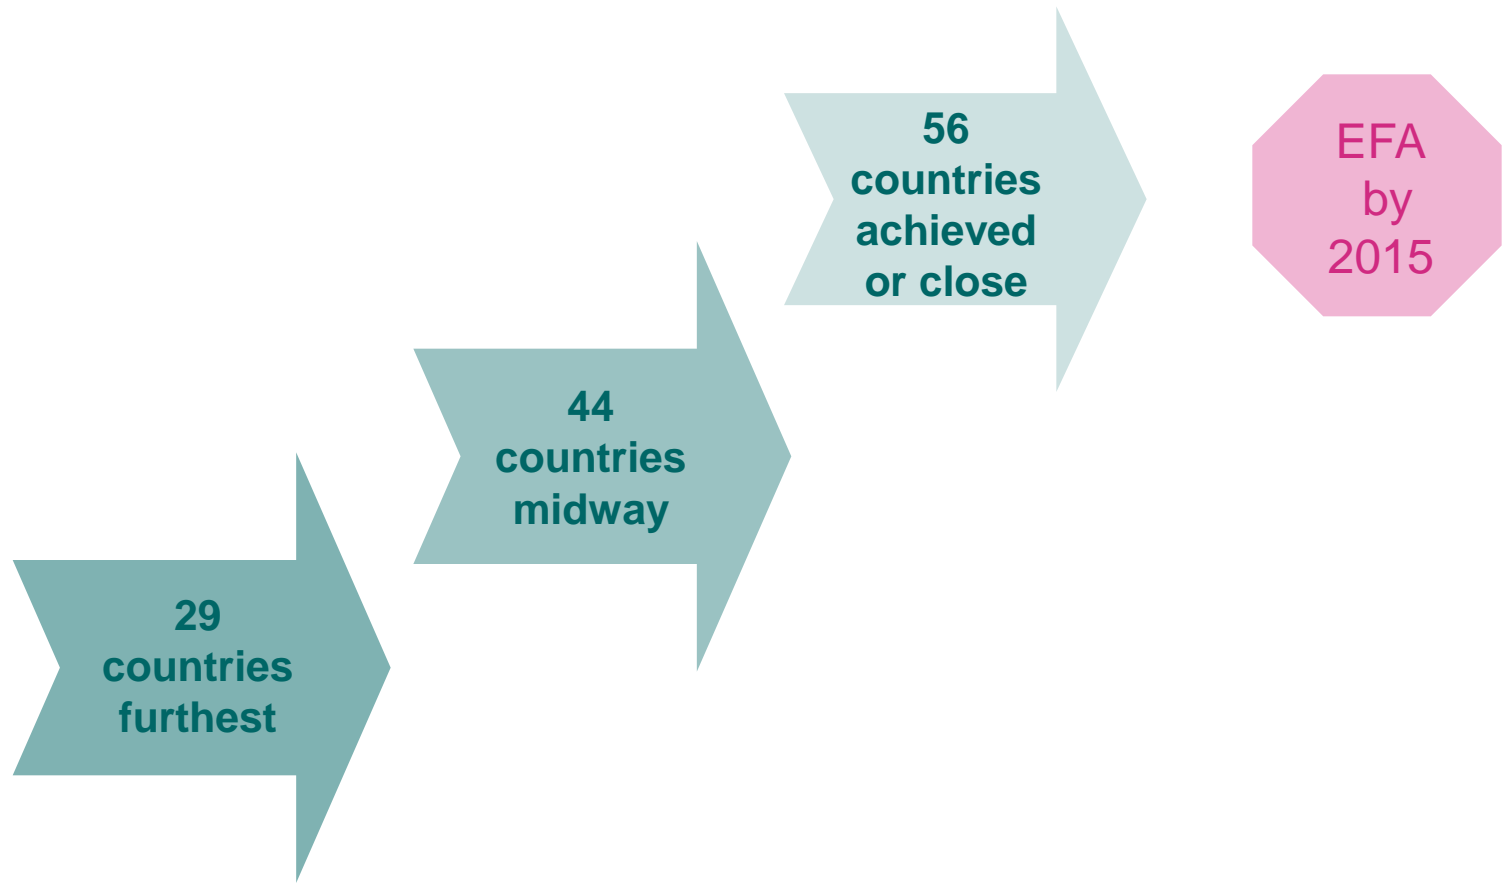 56
countries
achieved
or close
EFA
by
2015
44
countries
midway
29
countries
furthest